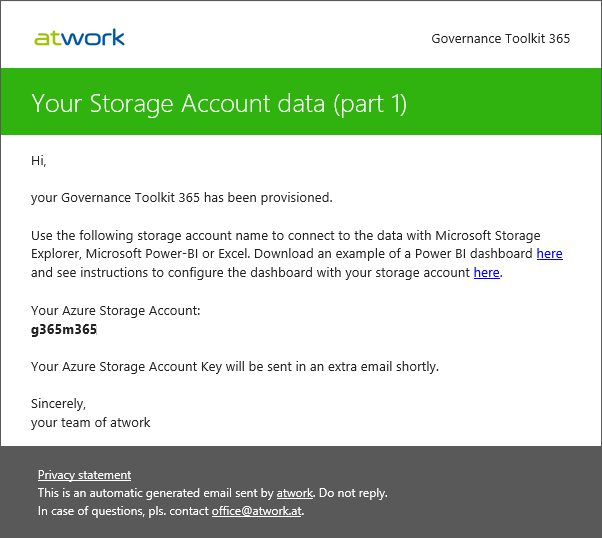 atwork
Governance Toolkit 365
Your Storage Account data (part 1)
Hi,
your Governance Toolkit 365 has been provisioned.
Use the following storage account name to connect to the data with Microsoft Storage
Explorer, Microsoft Power-BI or Excel. Download an example of a Power BI dashboard here
and see instructions to configure the dashboard with your storage account here.
Your Azure Storage Account:
g365m365
Your Azure Storage Account Key will be sent in an extra email shortly.
Sincerely,
your team of atwork
Privacy statement
This is an automatic generated email sent by atwork. Do not reply.
In case of questions, pls. contact office@atwork.at.